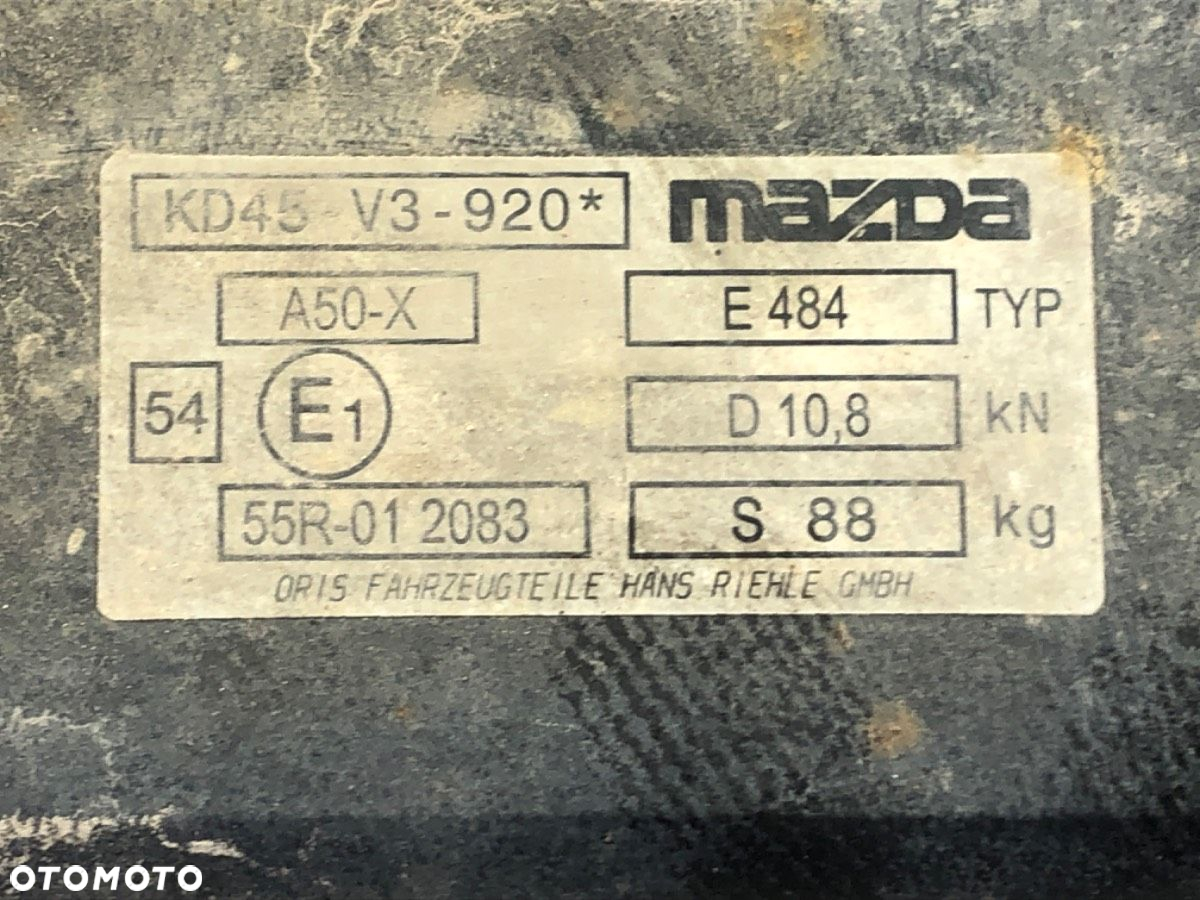 KD45 V3-920* mazda
A50-X E 484 TYP
54 E1 D 10,8 kN
55R-01 2083 S 88 kg
ORIS FAHRZEUGTEILE HANS RIEHLE GMBH
OTOMOTO